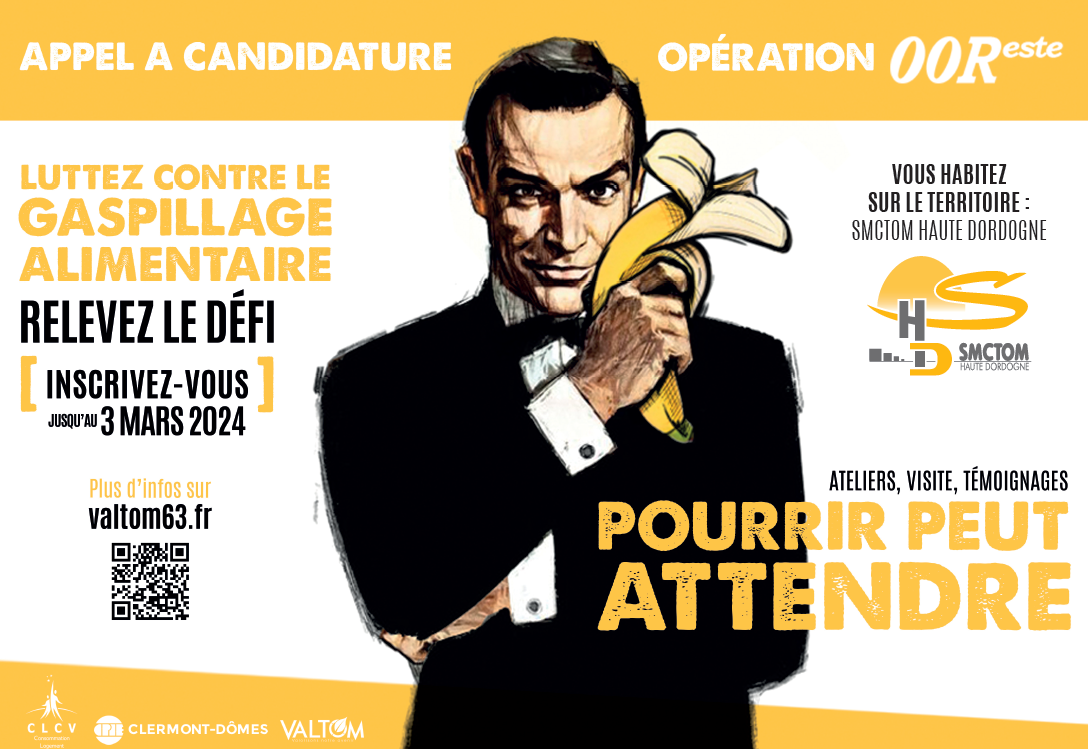 APPEL A CANDIDATURE
OPÉRATION 00Reste
LUTTEZ CONTRE LE
GASPILLAGE
ALIMENTAIRE
RELEVEZ LE DÉFI
[ INSCRIVEZ-VOUS ]
JUSQU'AU 3 MARS 2024
Plus d'infos sur
valtom63.fr
VOUS HABITEZ
SUR LE TERRITOIRE :
SMCTOM HAUTE DORDOGNE
S
H
D
SMCTOM
HAUTE DORDOGNE
ATELIERS, VISITE, TÉMOIGNAGES
POURRIR PEUT
ATTENDRE
CLCV
Consommation
Logement
CLERMONT-DÔMES
VALTOM